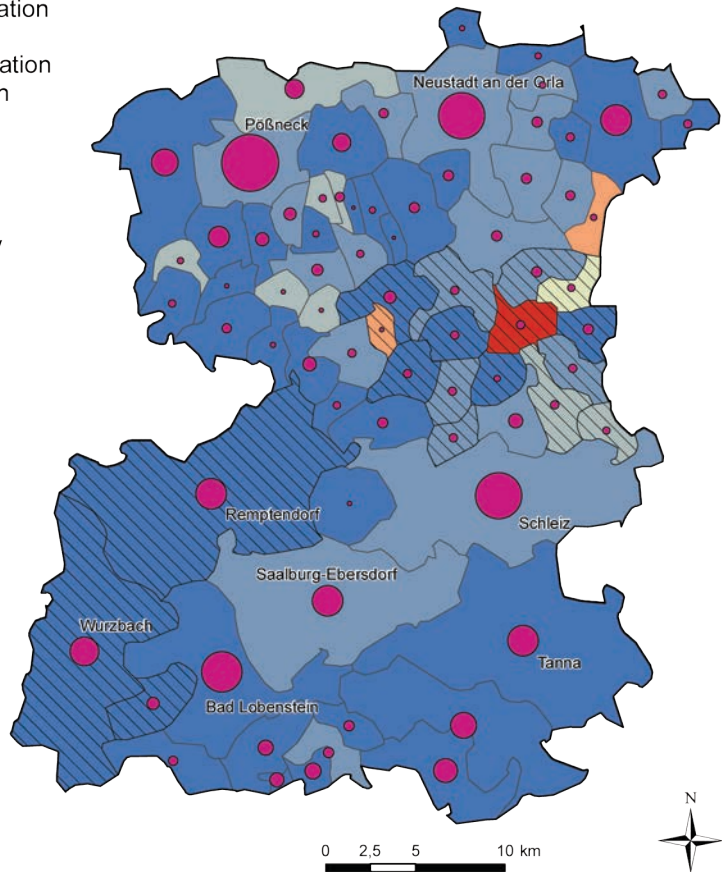 ation
ation
n
y
Neustadt an der Orla
Pößneck
Remptendorf
Schleiz
Saalburg-Ebersdorf
Wurzbach
Tanna
Bad Lobenstein
N
0 2,5 5 10 km